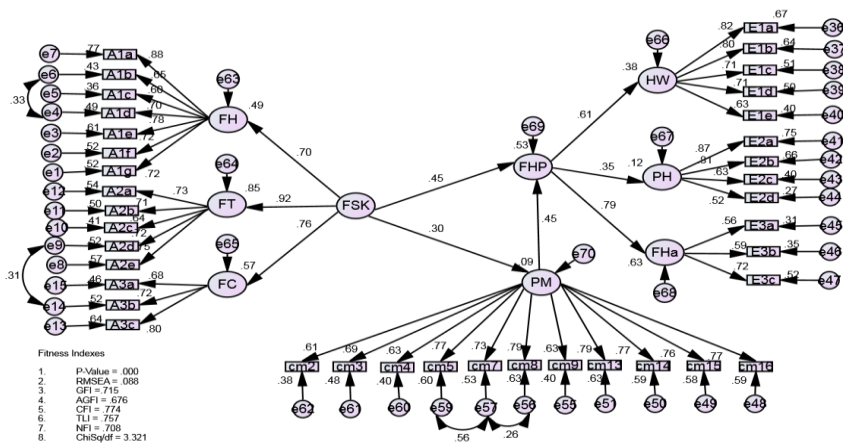 e7 .77 A1a .88
e6 .43 A1b .65
e5 .36 A1c .60
e4 .49 A1d .70
e3 .61 A1e .78
e2 .52 A1f .72
e1 .52 A1g .72
.33
e63
FH .49
e12 .54 A2a .73
e11 .50 A2b .71
e10 .41 A2c .64
e9 .52 A2d .72
e8 .57 A2e
e64
FT .85
e15 .46 A3a .68
e14 .52 A3b .72
e13 .64 A3c .80
.31
e65
FC .57
.70
.92
.76
FSK
.45
.30
e69
.53
FHP
.45
.09
PM
e70
.61
.35
.79
e66
.38 HW
.82 E1a .67 e36
.80 E1b .64 e37
.71 E1c .51 e38
.71 E1d .50 e39
.63 E1e .40 e40
e67
.12 PH
.87 E2a .75 e41
.81 E2b .66 e42
.63 E2c .40 e43
.52 E2d .27 e44
FHa
.63
e68
.56 E3a .31 e45
.59 E3b .35 e46
.72 E3c .52 e47
.61 .69 .63 .77 .73 .79 .63 .79 .77 .76 .77
cm2 cm3 cm4 cm5 cm7 cm8 cm9 cm13 cm14 cm15 cm16
.38 .48 .40 .60 .53 .63 .40 .63 .59 .58 .59
e62 e61 e60 e59 e57 e56 e55 e51 e50 e49 e48
.56 .26
Fitness Indexes
1. P-Value = .000
2. RMSEA = .088
3. GFI = .715
4. AGFI = .676
5. CFI = .774
6. TLI = .757
7. NFI = .708
8. ChiSq/df = 3.321